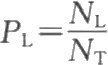 P_L = N_L / N_T